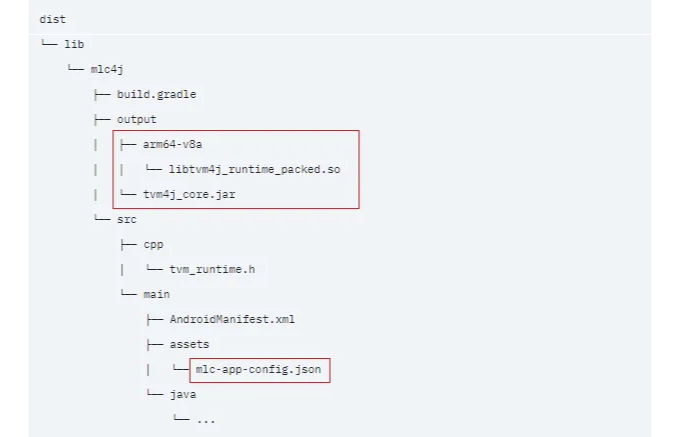 dist
└── lib
    └── mlc4j
        ├── build.gradle
        ├── output
        │   ├── arm64-v8a
        │   │   └── libtvm4j_runtime_packed.so
        │   └── tvm4j_core.jar
        └── src
            ├── cpp
            │   └── tvm_runtime.h
            └── main
                ├── AndroidManifest.xml
                ├── assets
                │   └── mlc-app-config.json
                └── java
                    └── ...